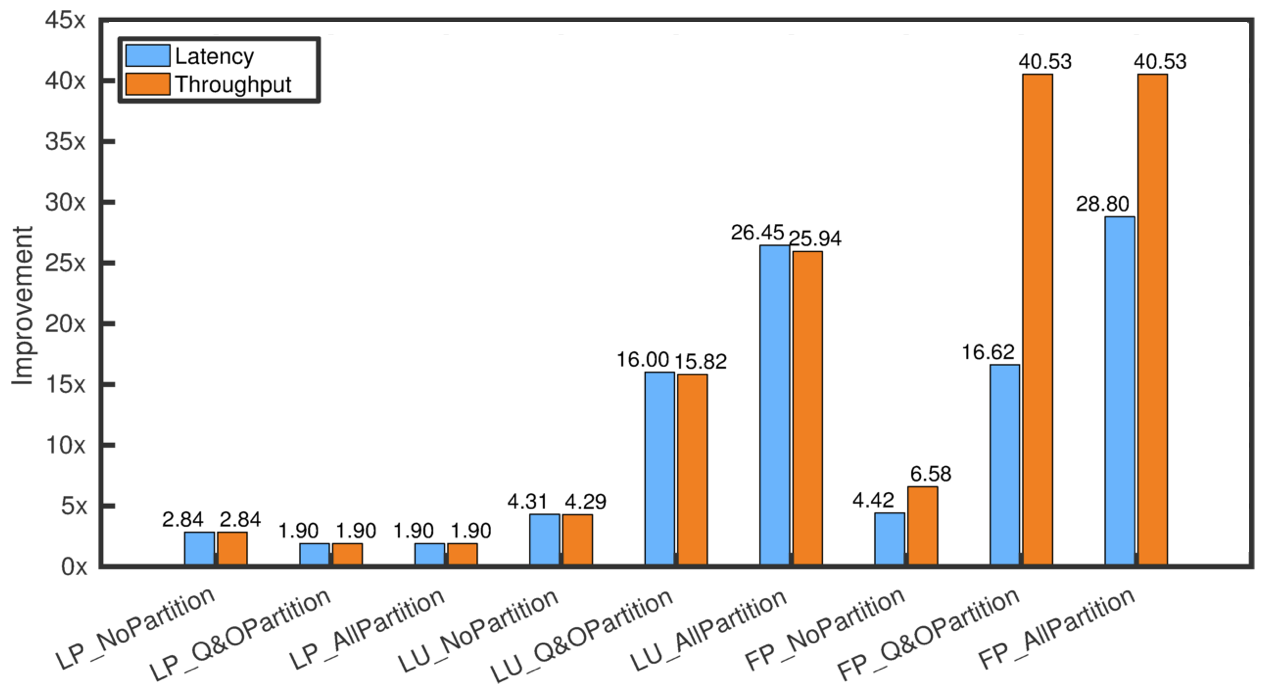 45x
40x
35x
30x
25x
20x
15x
10x
5x
0x
Improvement
Latency
Throughput
2.84 2.84
1.90 1.90
1.90 1.90
4.31 4.29
16.00 15.82
26.45 25.94
4.42 6.58
16.62 40.53
28.80 40.53
LP_NoPartition
LP_Q&OPartition
LP_AllPartition
LU_NoPartition
LU_Q&OPartition
LU_AllPartition
FP_NoPartition
FP_Q&OPartition
FP_AllPartition